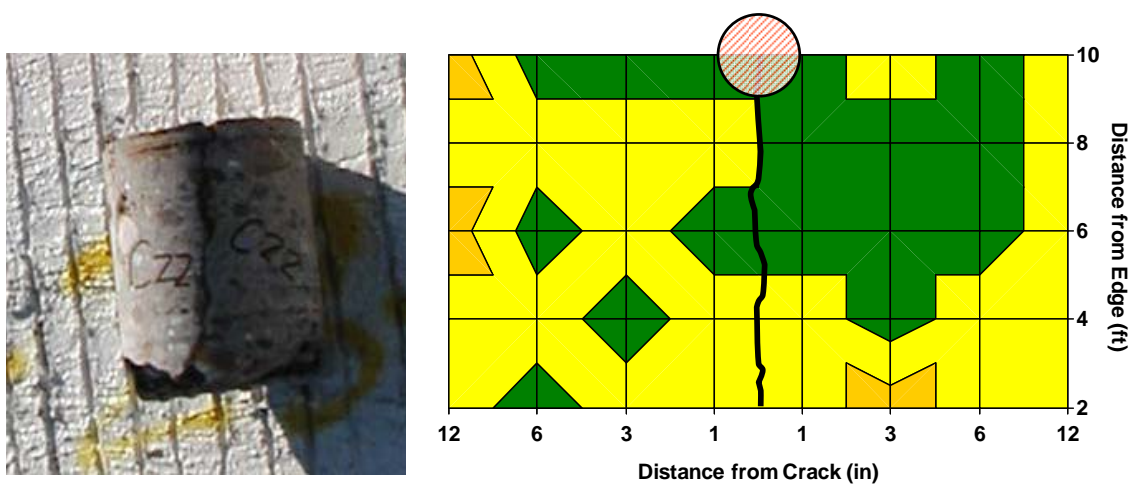 C22 C22
10
8
6
4
2
Distance from Edge (ft)
12 6 3 1 1 3 6 12
Distance from Crack (in)